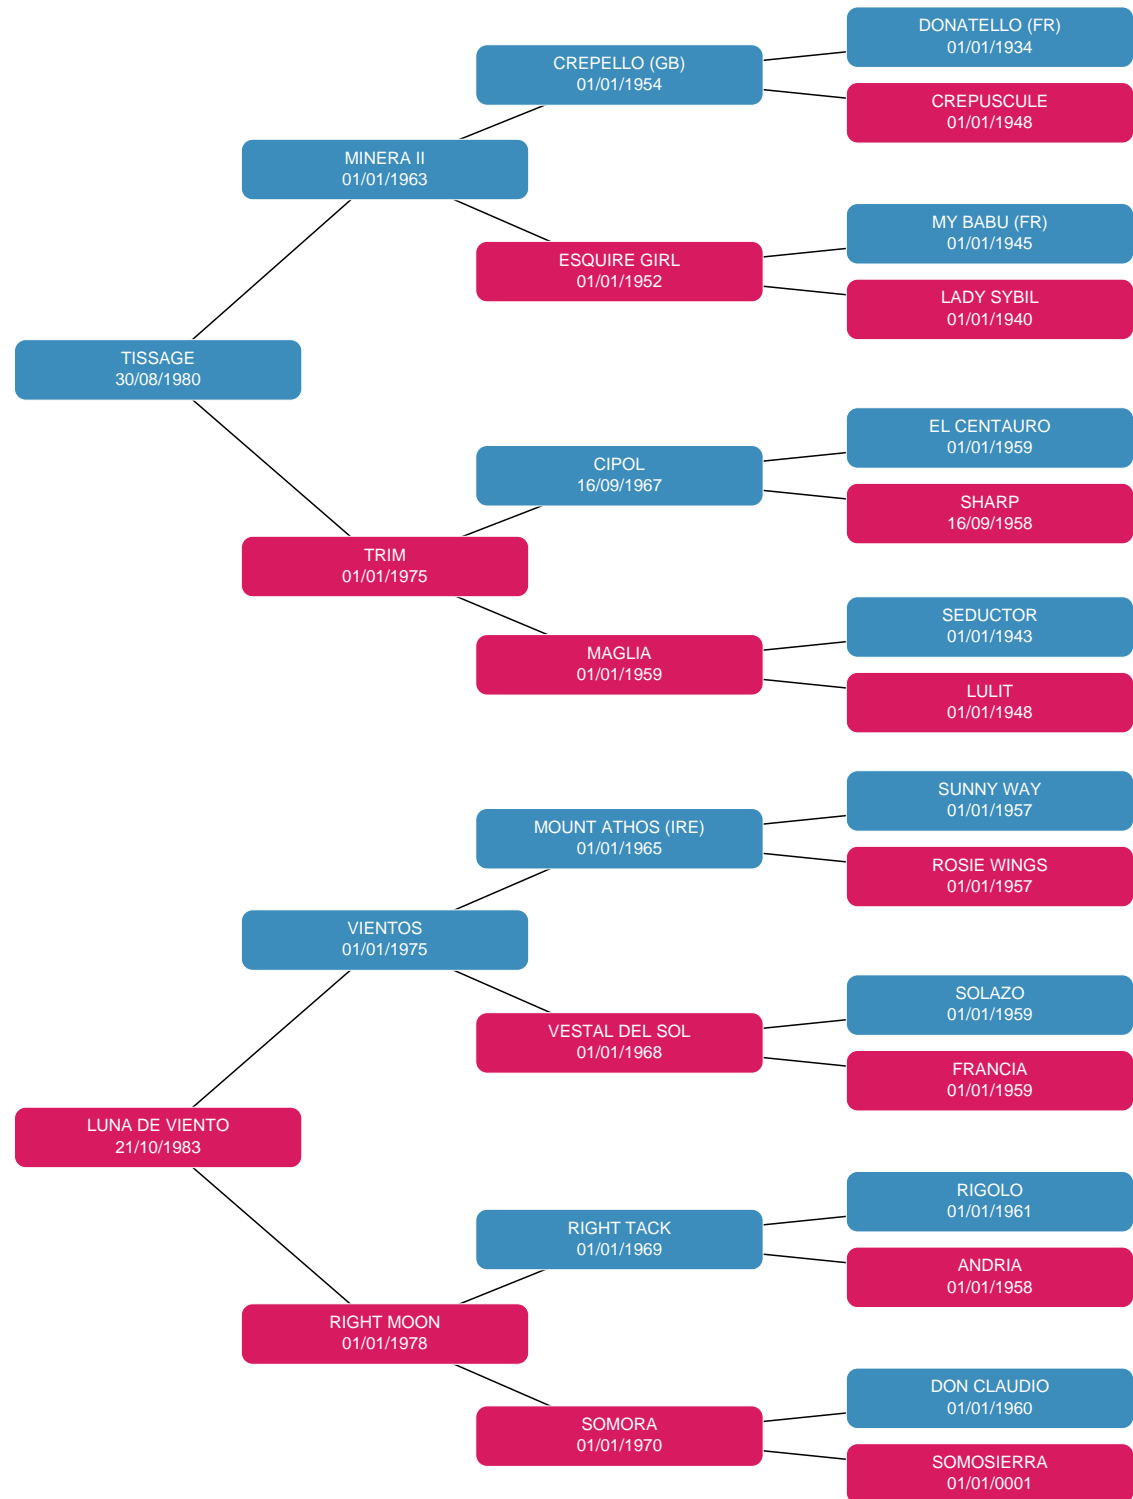 DONATELLO (FR)
01/01/1934
CREPELLO (GB)
01/01/1954
CREPUSCULE
01/01/1948
MINERA II
01/01/1963
MY BABU (FR)
01/01/1945
ESQUIRE GIRL
01/01/1952
LADY SYBIL
01/01/1940
TISSAGE
30/08/1980
EL CENTAURO
01/01/1959
CIPOL
16/09/1967
SHARP
16/09/1958
TRIM
01/01/1975
SEDUCTOR
01/01/1943
MAGLIA
01/01/1959
LULIT
01/01/1948
SUNNY WAY
01/01/1957
MOUNT ATHOS (IRE)
01/01/1965
ROSIE WINGS
01/01/1957
VIENTOS
01/01/1975
SOLAZO
01/01/1959
VESTAL DEL SOL
01/01/1968
FRANCIA
01/01/1959
LUNA DE VIENTO
21/10/1983
RIGOLO
01/01/1961
RIGHT TACK
01/01/1969
ANDRIA
01/01/1958
RIGHT MOON
01/01/1978
DON CLAUDIO
01/01/1960
SOMORA
01/01/1970
SOMOSIERRA
01/01/0001